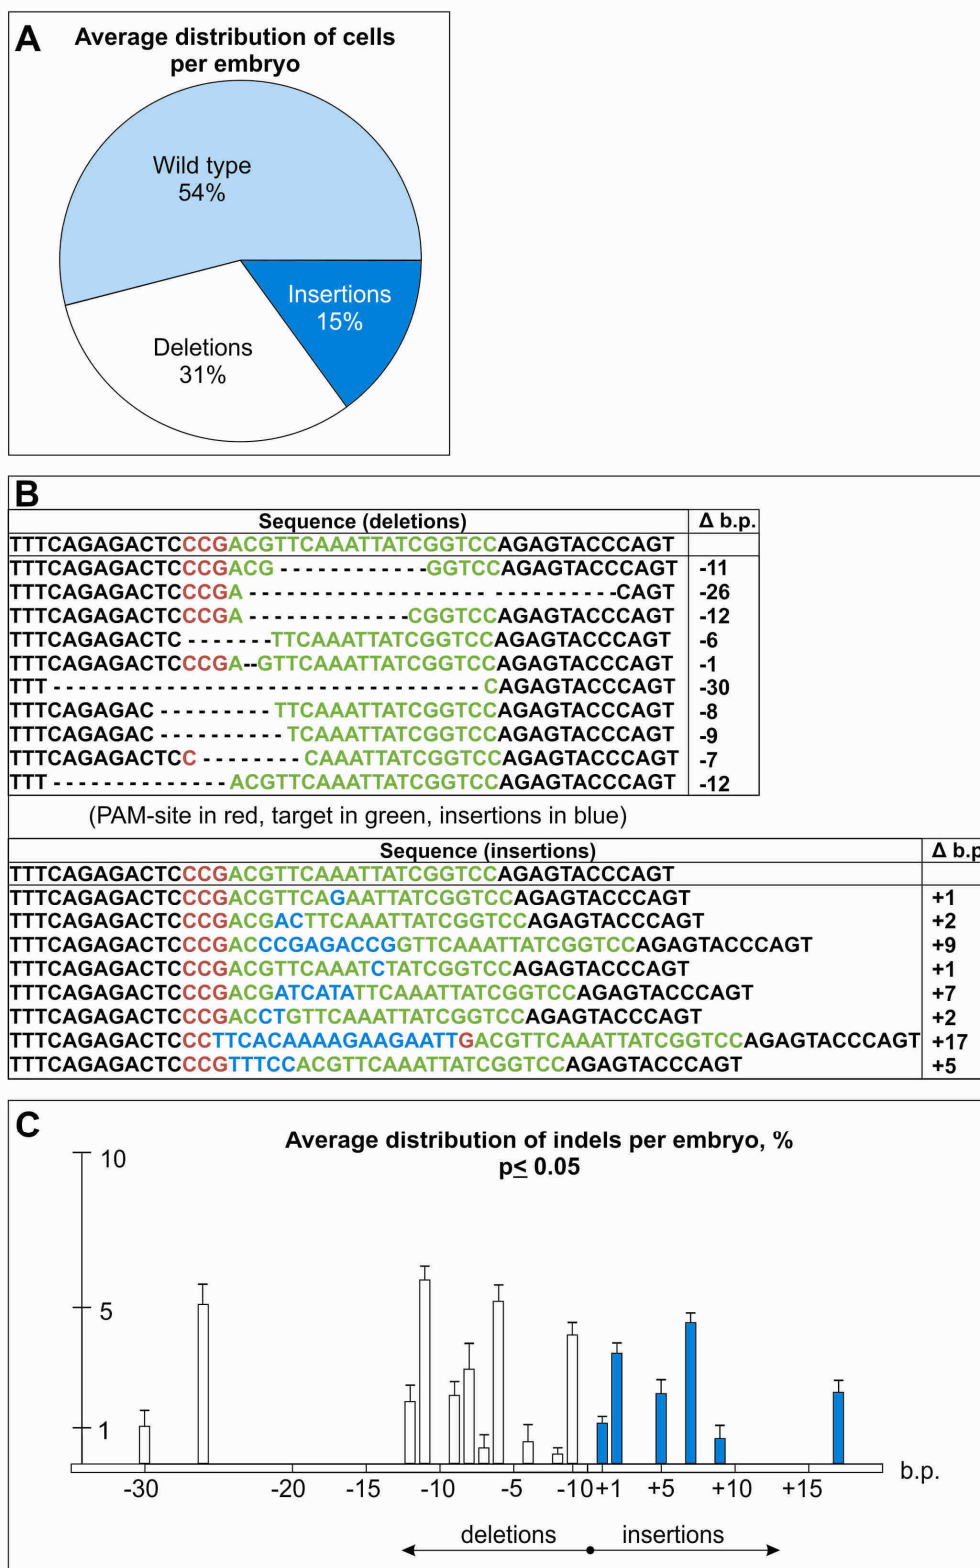 A
Average distribution of cells
per embryo
Wild type
54%
Insertions
15%
Deletions
31%
B
Sequence (deletions) Δ b.p.
TTTCAGAGACTCCCGACGTTCAAATTATCGGTCCAGAGTACCCAGT
TTTCAGAGACTCCCGACG - - - - - - - - - - - -GGTCCAGAGTACCCAGT -11
TTTCAGAGACTCCCGA - - - - - - - - - - - - - - - - - - - - - - - - - - - - -CAGT -26
TTTCAGAGACTCCCGA - - - - - - - - - - - - -CGGTCCAGAGTACCCAGT -12
TTTCAGAGACTC - - - - - - -TTCAAATTATCGGTCCAGAGTACCCAGT -6
TTTCAGAGACTCCCGA--GTTCAAATTATCGGTCCAGAGTACCCAGT -1
TTT - - - - - - - - - - - - - - - - - - - - - - - - - - - - - - - - - - CAGAGTACCCAGT -30
TTTCAGAGAC - - - - - - - - - TTCAAATTATCGGTCCAGAGTACCCAGT -8
TTTCAGAGAC - - - - - - - - - - TCAAATTATCGGTCCAGAGTACCCAGT -9
TTTCAGAGACTCC - - - - - - - - CAAATTATCGGTCCAGAGTACCCAGT -7
TTT - - - - - - - - - - - - - - ACGTTCAAATTATCGGTCCAGAGTACCCAGT -12
(PAM-site in red, target in green, insertions in blue)
Sequence (insertions) Δ b.p
TTTCAGAGACTCCCGACGTTCAAATTATCGGTCCAGAGTACCCAGT
TTTCAGAGACTCCCGACGTTCAGAATTATCGGTCCAGAGTACCCAGT +1
TTTCAGAGACTCCCGACGACTTCAAATTATCGGTCCAGAGTACCCAGT +2
TTTCAGAGACTCCCGACCCGAGACCGGTTCAAATTATCGGTCCAGAGTACCCAGT +9
TTTCAGAGACTCCCGACGTTCAAATCTATCGGTCCAGAGTACCCAGT +1
TTTCAGAGACTCCCGACGATCATATTCAAATTATCGGTCCAGAGTACCCAGT +7
TTTCAGAGACTCCCGACCTGTTCAAATTATCGGTCCAGAGTACCCAGT +2
TTTCAGAGACTCCCTTCACAAAAGAAGAATTGACGTTCAAATTATCGGTCCAGAGTACCCAGT +17
TTTCAGAGACTCCCGTTTCCACGTTCAAATTATCGGTCCAGAGTACCCAGT +5
C
Average distribution of indels per embryo, %
p≤ 0.05
10
5
1
-30 -20 -15 -10 -5 -10+1 +5 +10 +15 b.p.
deletions insertions